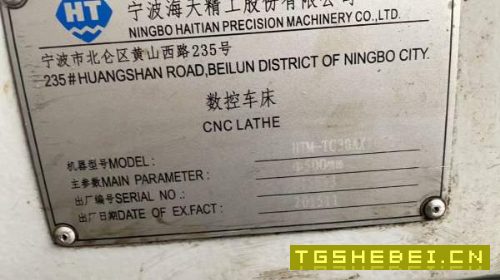 HT
宁波海天精工股份有限公司
NINGBO HAITIAN PRECISION MACHINERY CO.,LTD.
宁波市北仑区黄山西路235号
235#HUANGSHAN ROAD,BEILUN DISTRICT OF NINGBO CITY.
数控车床
CNC LATHE
机器型号MODEL:
主参数MAIN PARAMETER:
出厂编号SERIAL NO.:
出厂日期DATE OF EX.FACT:
TGSHEBEI.CN